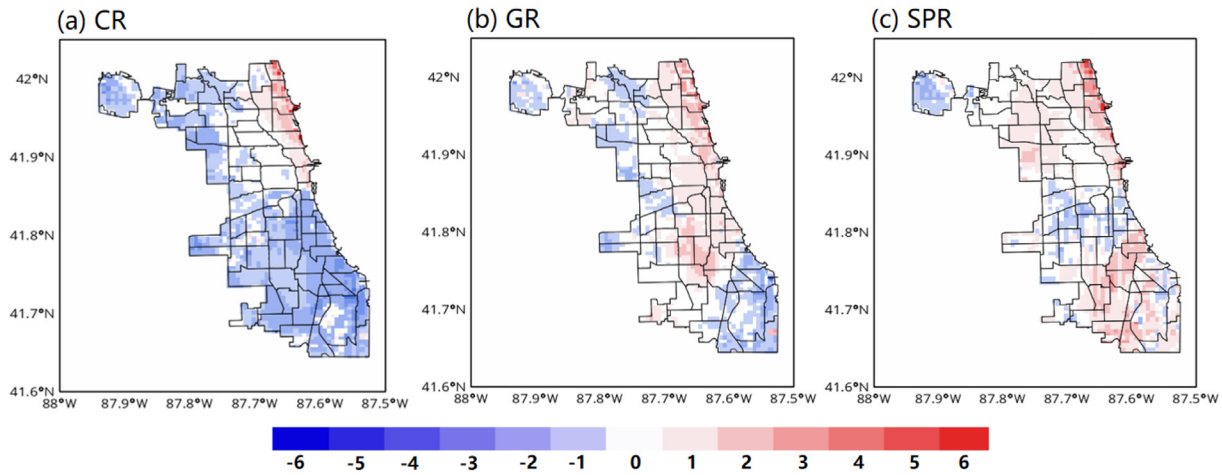 (a) CR (b) GR (c) SPR
42°N 42°N 42°N
41.9°N 41.9°N 41.9°N
41.8°N 41.8°N 41.8°N
41.7°N 41.7°N 41.7°N
41.6°N 41.6°N 41.6°N
88°W 87.9°W 87.8°W 87.7°W 87.6°W 87.5°W 88°W 87.9°W 87.8°W 87.7°W 87.6°W 87.5°W 88°W 87.9°W 87.8°W 87.7°W 87.6°W 87.5°W
-6 -5 -4 -3 -2 -1 0 1 2 3 4 5 6